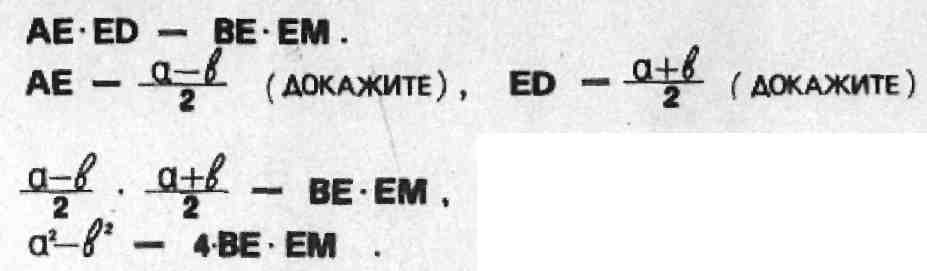 AE·ED — BE·EM.
AE — a−b/2 (ДОКАЖИТЕ), ED — a+b/2 (ДОКАЖИТЕ)
a−b/2 · a+b/2 — BE·EM.
a²−b² — 4·BE·EM.